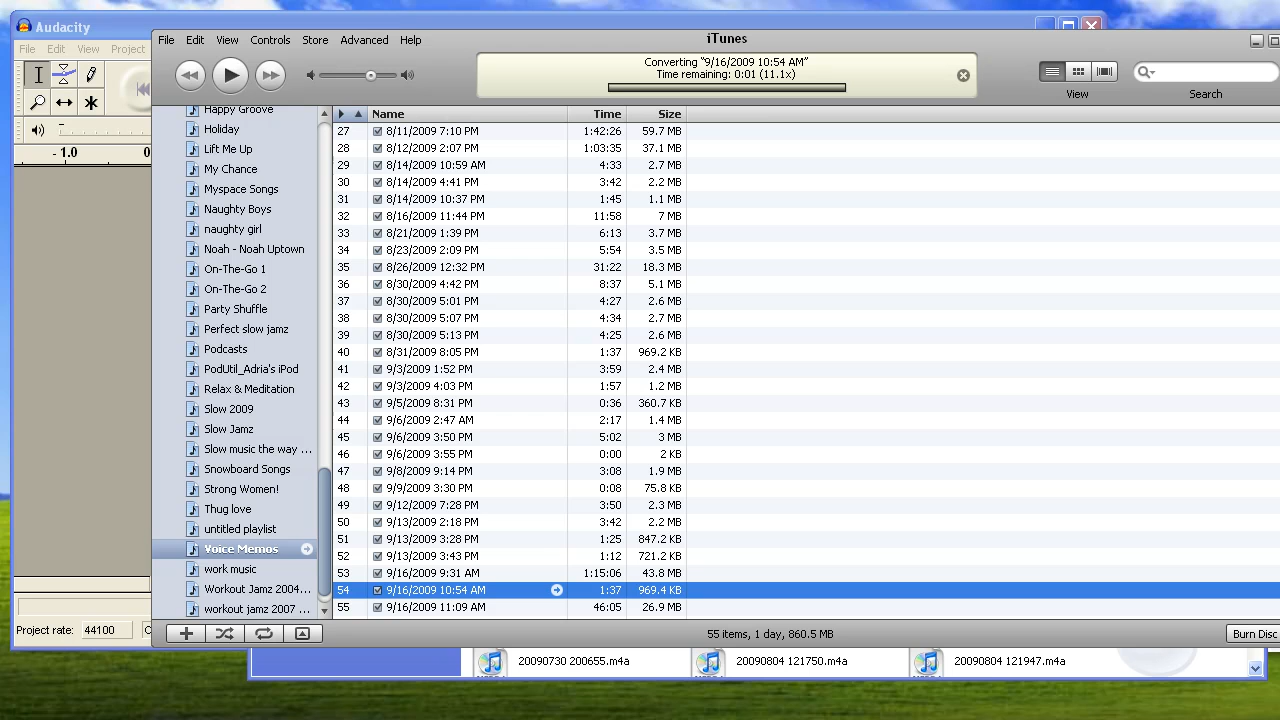 Audacity
File Edit View Project
- 1.0 0
Project rate: 44100
iTunes
File Edit View Controls Store Advanced Help
Converting "9/16/2009 10:54 AM"
Time remaining: 0:01 (11.1x)
View
Search
Happy Groove
Holiday
Lift Me Up
My Chance
Myspace Songs
Naughty Boys
naughty girl
Noah - Noah Uptown
On-The-Go 1
On-The-Go 2
Party Shuffle
Perfect slow jamz
Podcasts
PodUtil_Adria's iPod
Relax & Meditation
Slow 2009
Slow Jamz
Slow music the way ...
Snowboard Songs
Strong Women!
Thug love
untitled playlist
Voice Memos
work music
Workout Jamz 2004...
workout jamz 2007 ...
Name Time Size
27 8/11/2009 7:10 PM 1:42:26 59.7 MB
28 8/12/2009 2:07 PM 1:03:35 37.1 MB
29 8/14/2009 10:59 AM 4:33 2.7 MB
30 8/14/2009 4:41 PM 3:42 2.2 MB
31 8/14/2009 10:37 PM 1:45 1.1 MB
32 8/16/2009 11:44 PM 11:58 7 MB
33 8/21/2009 1:39 PM 6:13 3.7 MB
34 8/23/2009 2:09 PM 5:54 3.5 MB
35 8/26/2009 12:32 PM 31:22 18.3 MB
36 8/30/2009 4:42 PM 8:37 5.1 MB
37 8/30/2009 5:01 PM 4:27 2.6 MB
38 8/30/2009 5:07 PM 4:34 2.7 MB
39 8/30/2009 5:13 PM 4:25 2.6 MB
40 8/31/2009 8:05 PM 1:37 969.2 KB
41 9/3/2009 1:52 PM 3:59 2.4 MB
42 9/3/2009 4:03 PM 1:57 1.2 MB
43 9/5/2009 8:31 PM 0:36 360.7 KB
44 9/6/2009 2:47 AM 2:17 1.4 MB
45 9/6/2009 3:50 PM 5:02 3 MB
46 9/6/2009 3:55 PM 0:00 2 KB
47 9/8/2009 9:14 PM 3:08 1.9 MB
48 9/9/2009 3:30 PM 0:08 75.8 KB
49 9/12/2009 7:28 PM 3:50 2.3 MB
50 9/13/2009 2:18 PM 3:42 2.2 MB
51 9/13/2009 3:28 PM 1:25 847.2 KB
52 9/13/2009 3:43 PM 1:12 721.2 KB
53 9/16/2009 9:31 AM 1:15:06 43.8 MB
54 9/16/2009 10:54 AM 1:37 969.4 KB
55 9/16/2009 11:09 AM 46:05 26.9 MB
55 items, 1 day, 860.5 MB
Burn Disc
20090730 200655.m4a 20090804 121750.m4a 20090804 121947.m4a